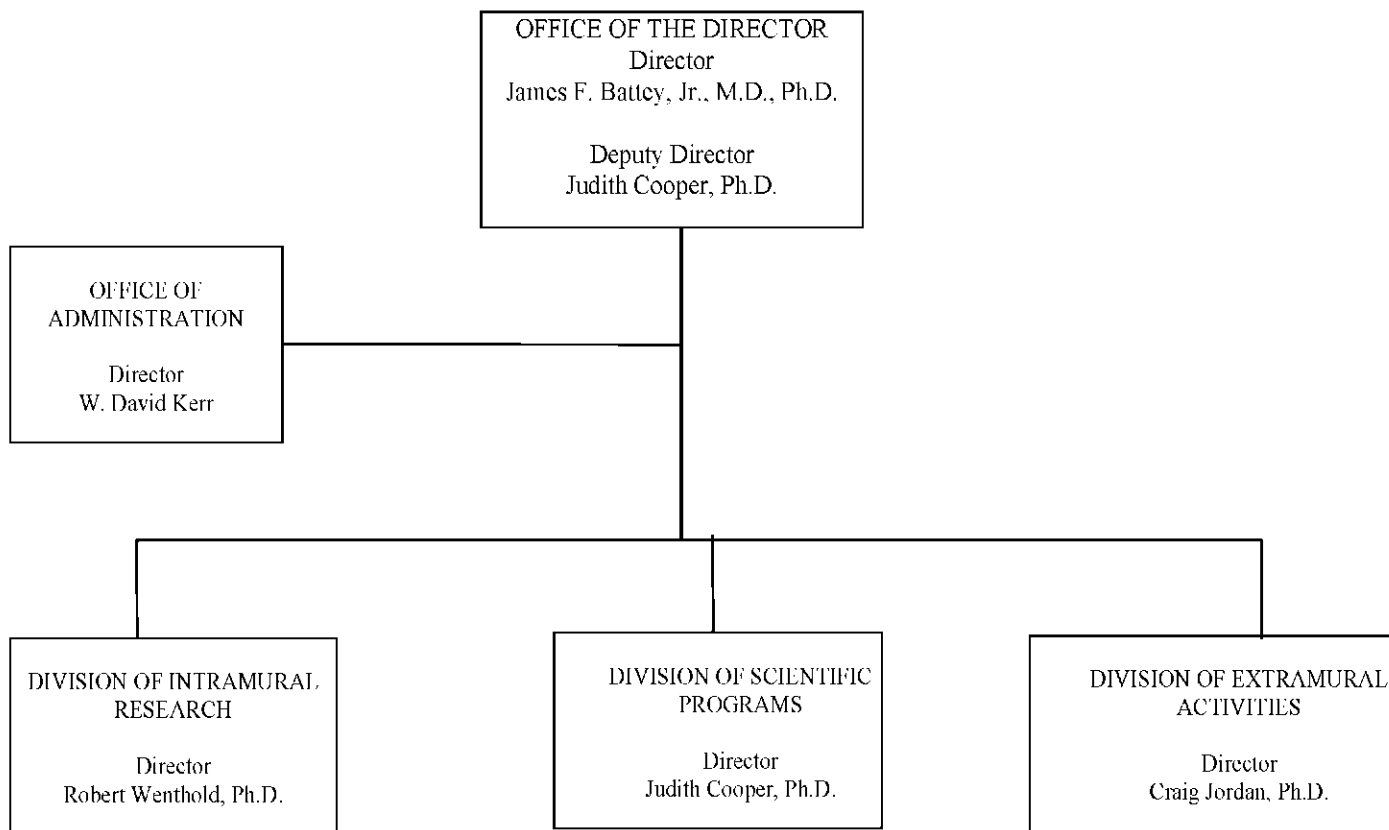 OFFICE OF THE DIRECTOR
Director
James F. Battey, Jr., M.D., Ph.D.
Deputy Director
Judith Cooper, Ph.D.
OFFICE OF
ADMINISTRATION
Director
W. David Kerr
DIVISION OF INTRAMURAL
RESEARCH
Director
Robert Wenthold, Ph.D.
DIVISION OF SCIENTIFIC
PROGRAMS
Director
Judith Cooper, Ph.D.
DIVISION OF EXTRAMURAL
ACTIVITIES
Director
Craig Jordan, Ph.D.